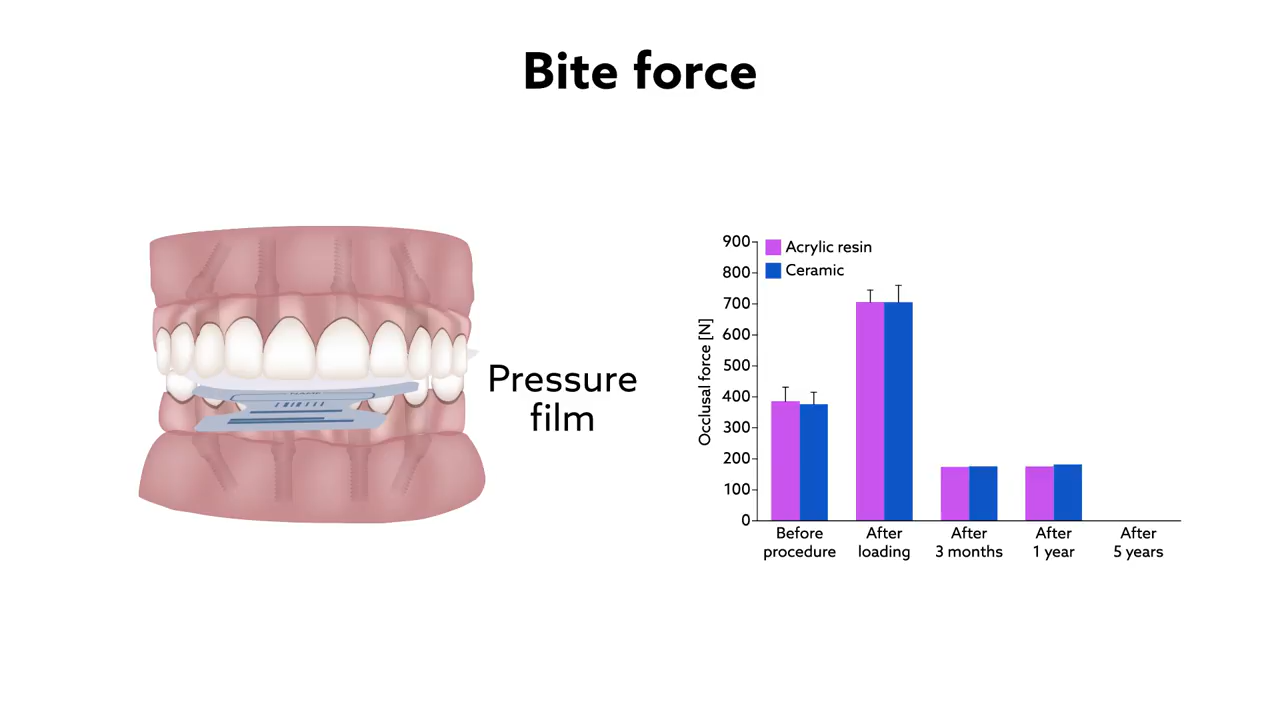 Bite force
Pressure
film
Occlusal force [N]
900
800
700
600
500
400
300
200
100
0
Acrylic resin
Ceramic
Before
procedure
After
loading
After
3 months
After
1 year
After
5 years